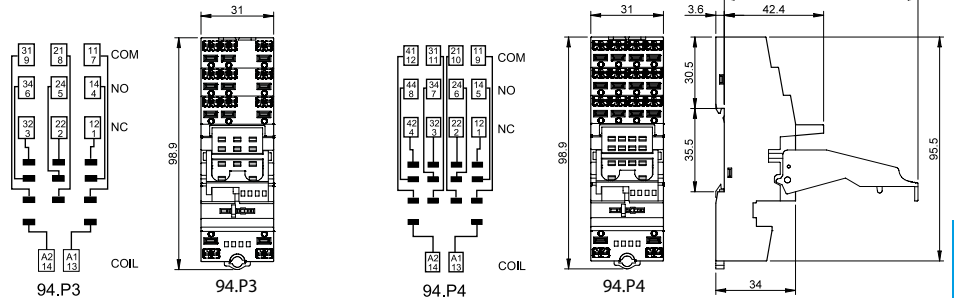 31 21 11
9 8 7
COM
34 24 14
6 5 4
NO
32 22 12
3 2 1
NC
A2 A1
14 13
COIL
94.P3
31
98.9
94.P3
41 31 21 11
12 11 10 9
COM
44 34 24 14
8 7 6 5
NO
42 32 22 12
4 3 2 1
NC
A2 A1
14 13
COIL
94.P4
31
98.9
94.P4
3.6 42.4
30.5
35.5
95.5
34